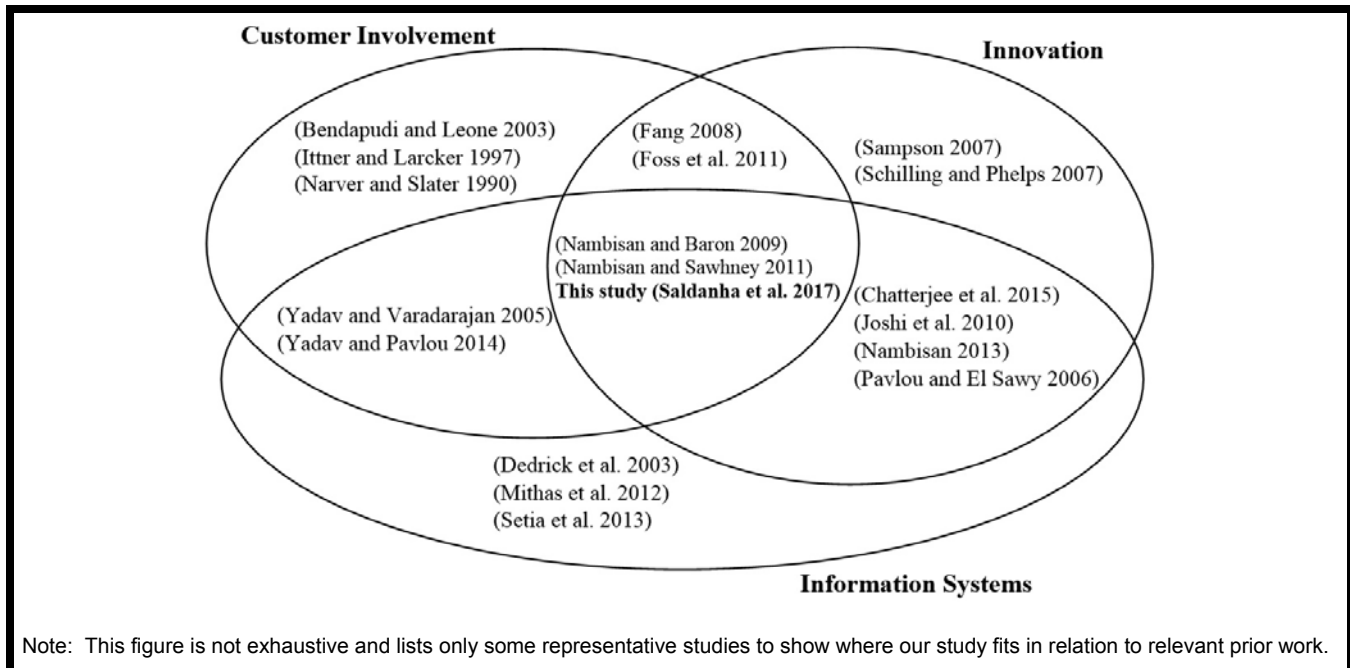 Customer Involvement
Innovation
(Bendapudi and Leone 2003)
(Ittner and Larcker 1997)
(Narver and Slater 1990)
(Fang 2008)
(Foss et al. 2011)
(Sampson 2007)
(Schilling and Phelps 2007)
(Nambisan and Baron 2009)
(Nambisan and Sawhney 2011)
This study (Saldanha et al. 2017)
(Yadav and Varadarajan 2005)
(Yadav and Pavlou 2014)
(Chatterjee et al. 2015)
(Joshi et al. 2010)
(Nambisan 2013)
(Pavlou and El Sawy 2006)
(Dedrick et al. 2003)
(Mithas et al. 2012)
(Setia et al. 2013)
Information Systems
Note: This figure is not exhaustive and lists only some representative studies to show where our study fits in relation to relevant prior work.